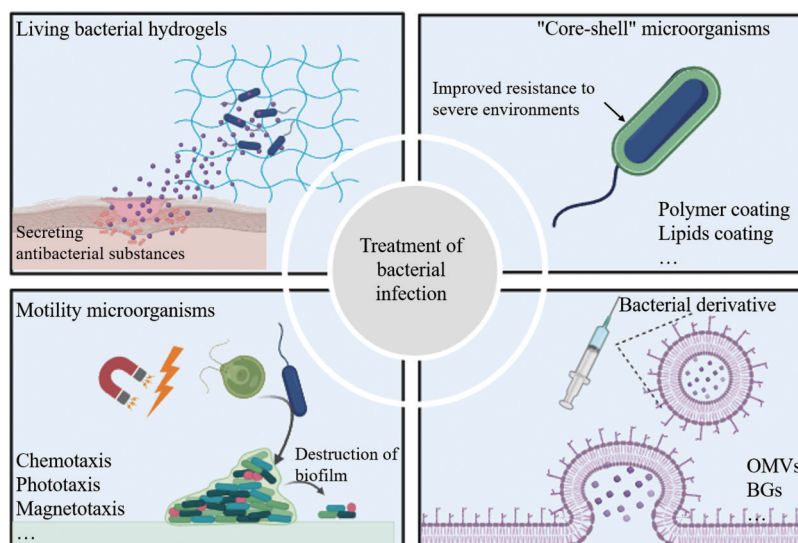 Living bacterial hydrogels
Secreting
antibacterial substances
"Core-shell" microorganisms
Improved resistance to
severe environments
Polymer coating
Lipids coating
…
Treatment of
bacterial
infection
Motility microorganisms
Chemotaxis
Phototaxis
Magnetotaxis
…
Destruction of
biofilm
Bacterial derivative
OMVs
BGs
…